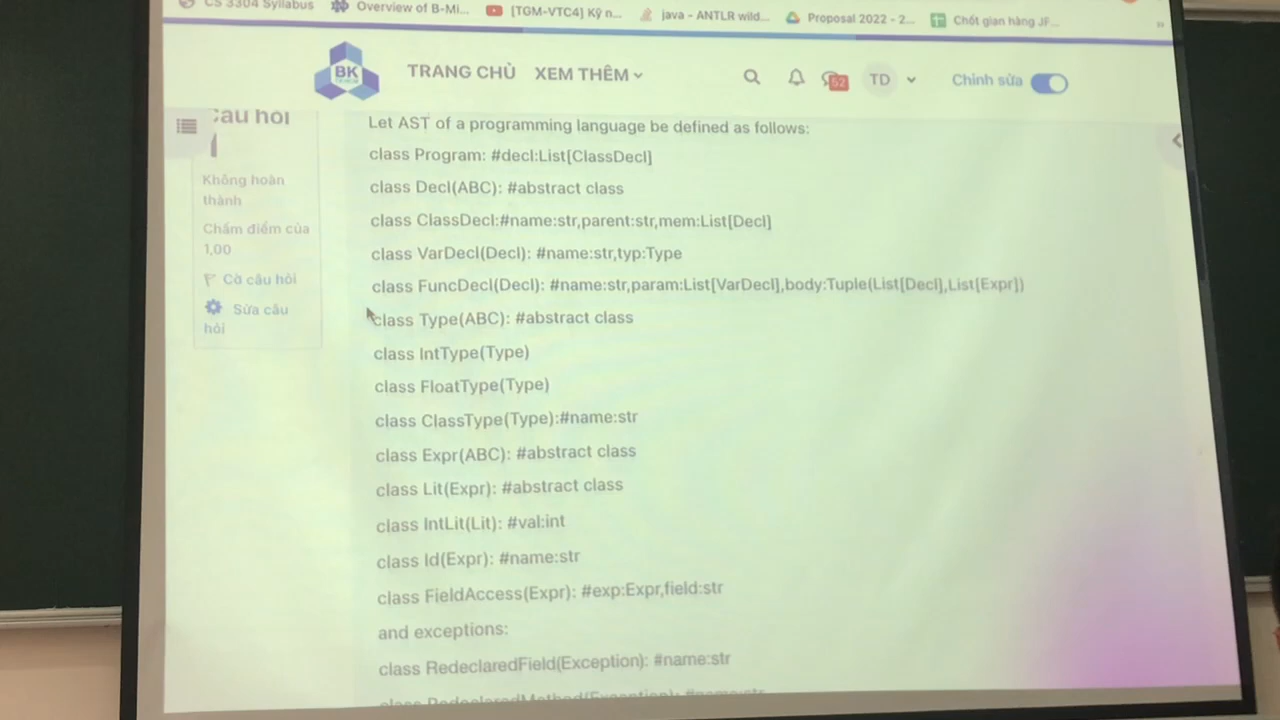 CS 3304 Syllabus
Overview of B-Mi...
[TGM-VTC4] Kỹ n...
java - ANTLR wild...
Proposal 2022 - 2...
Chốt gian hàng JF...
»
BK
TRANG CHỦ
XEM THÊM
52
TD
Chỉnh sửa
câu hỏi
Không hoàn
thành
Chấm điểm của
1,00
Cờ câu hỏi
Sửa câu
hỏi
Let AST of a programming language be defined as follows:
class Program: #decl:List[ClassDecl]
class Decl(ABC): #abstract class
class ClassDecl:#name:str,parent:str,mem:List[Decl]
class VarDecl(Decl): #name:str,typ:Type
class FuncDecl(Decl): #name:str,param:List[VarDecl],body:Tuple(List[Decl],List[Expr])
class Type(ABC): #abstract class
class IntType(Type)
class FloatType(Type)
class ClassType(Type):#name:str
class Expr(ABC): #abstract class
class Lit(Expr): #abstract class
class IntLit(Lit): #val:int
class Id(Expr): #name:str
class FieldAccess(Expr): #exp:Expr,field:str
and exceptions:
class RedeclaredField(Exception): #name:str
class RedeclaredMethod(Exception): #name:str